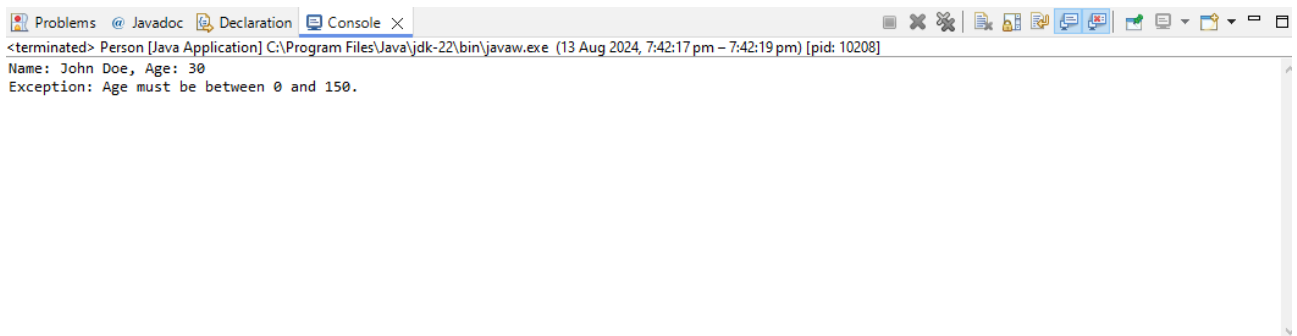 Problems @ Javadoc Declaration Console
<terminated> Person [Java Application] C:\Program Files\Java\jdk-22\bin\javaw.exe (13 Aug 2024, 7:42:17 pm – 7:42:19 pm) [pid: 10208]
Name: John Doe, Age: 30
Exception: Age must be between 0 and 150.